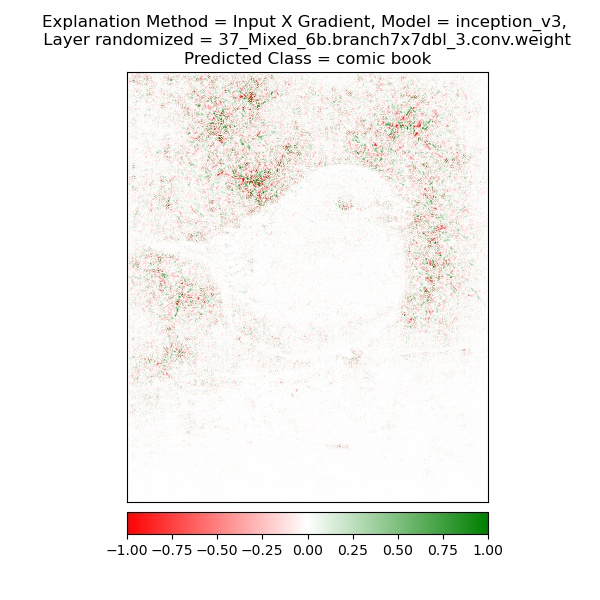 Explanation Method = Input X Gradient, Model = inception_v3,
Layer randomized = 37_Mixed_6b.branch7x7dbl_3.conv.weight
Predicted Class = comic book
−1.00 −0.75 −0.50 −0.25 0.00 0.25 0.50 0.75 1.00